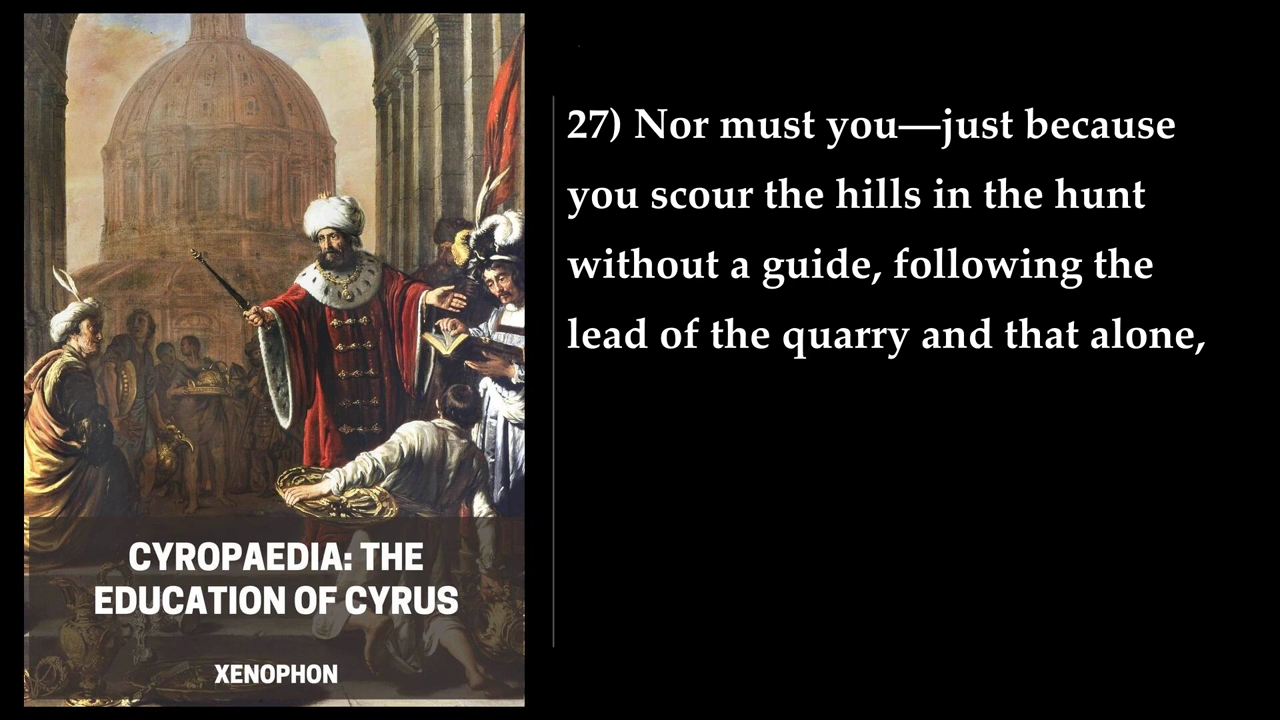 27) Nor must you—just because
you scour the hills in the hunt
without a guide, following the
lead of the quarry and that alone,
CYROPAEDIA: THE
EDUCATION OF CYRUS
XENOPHON